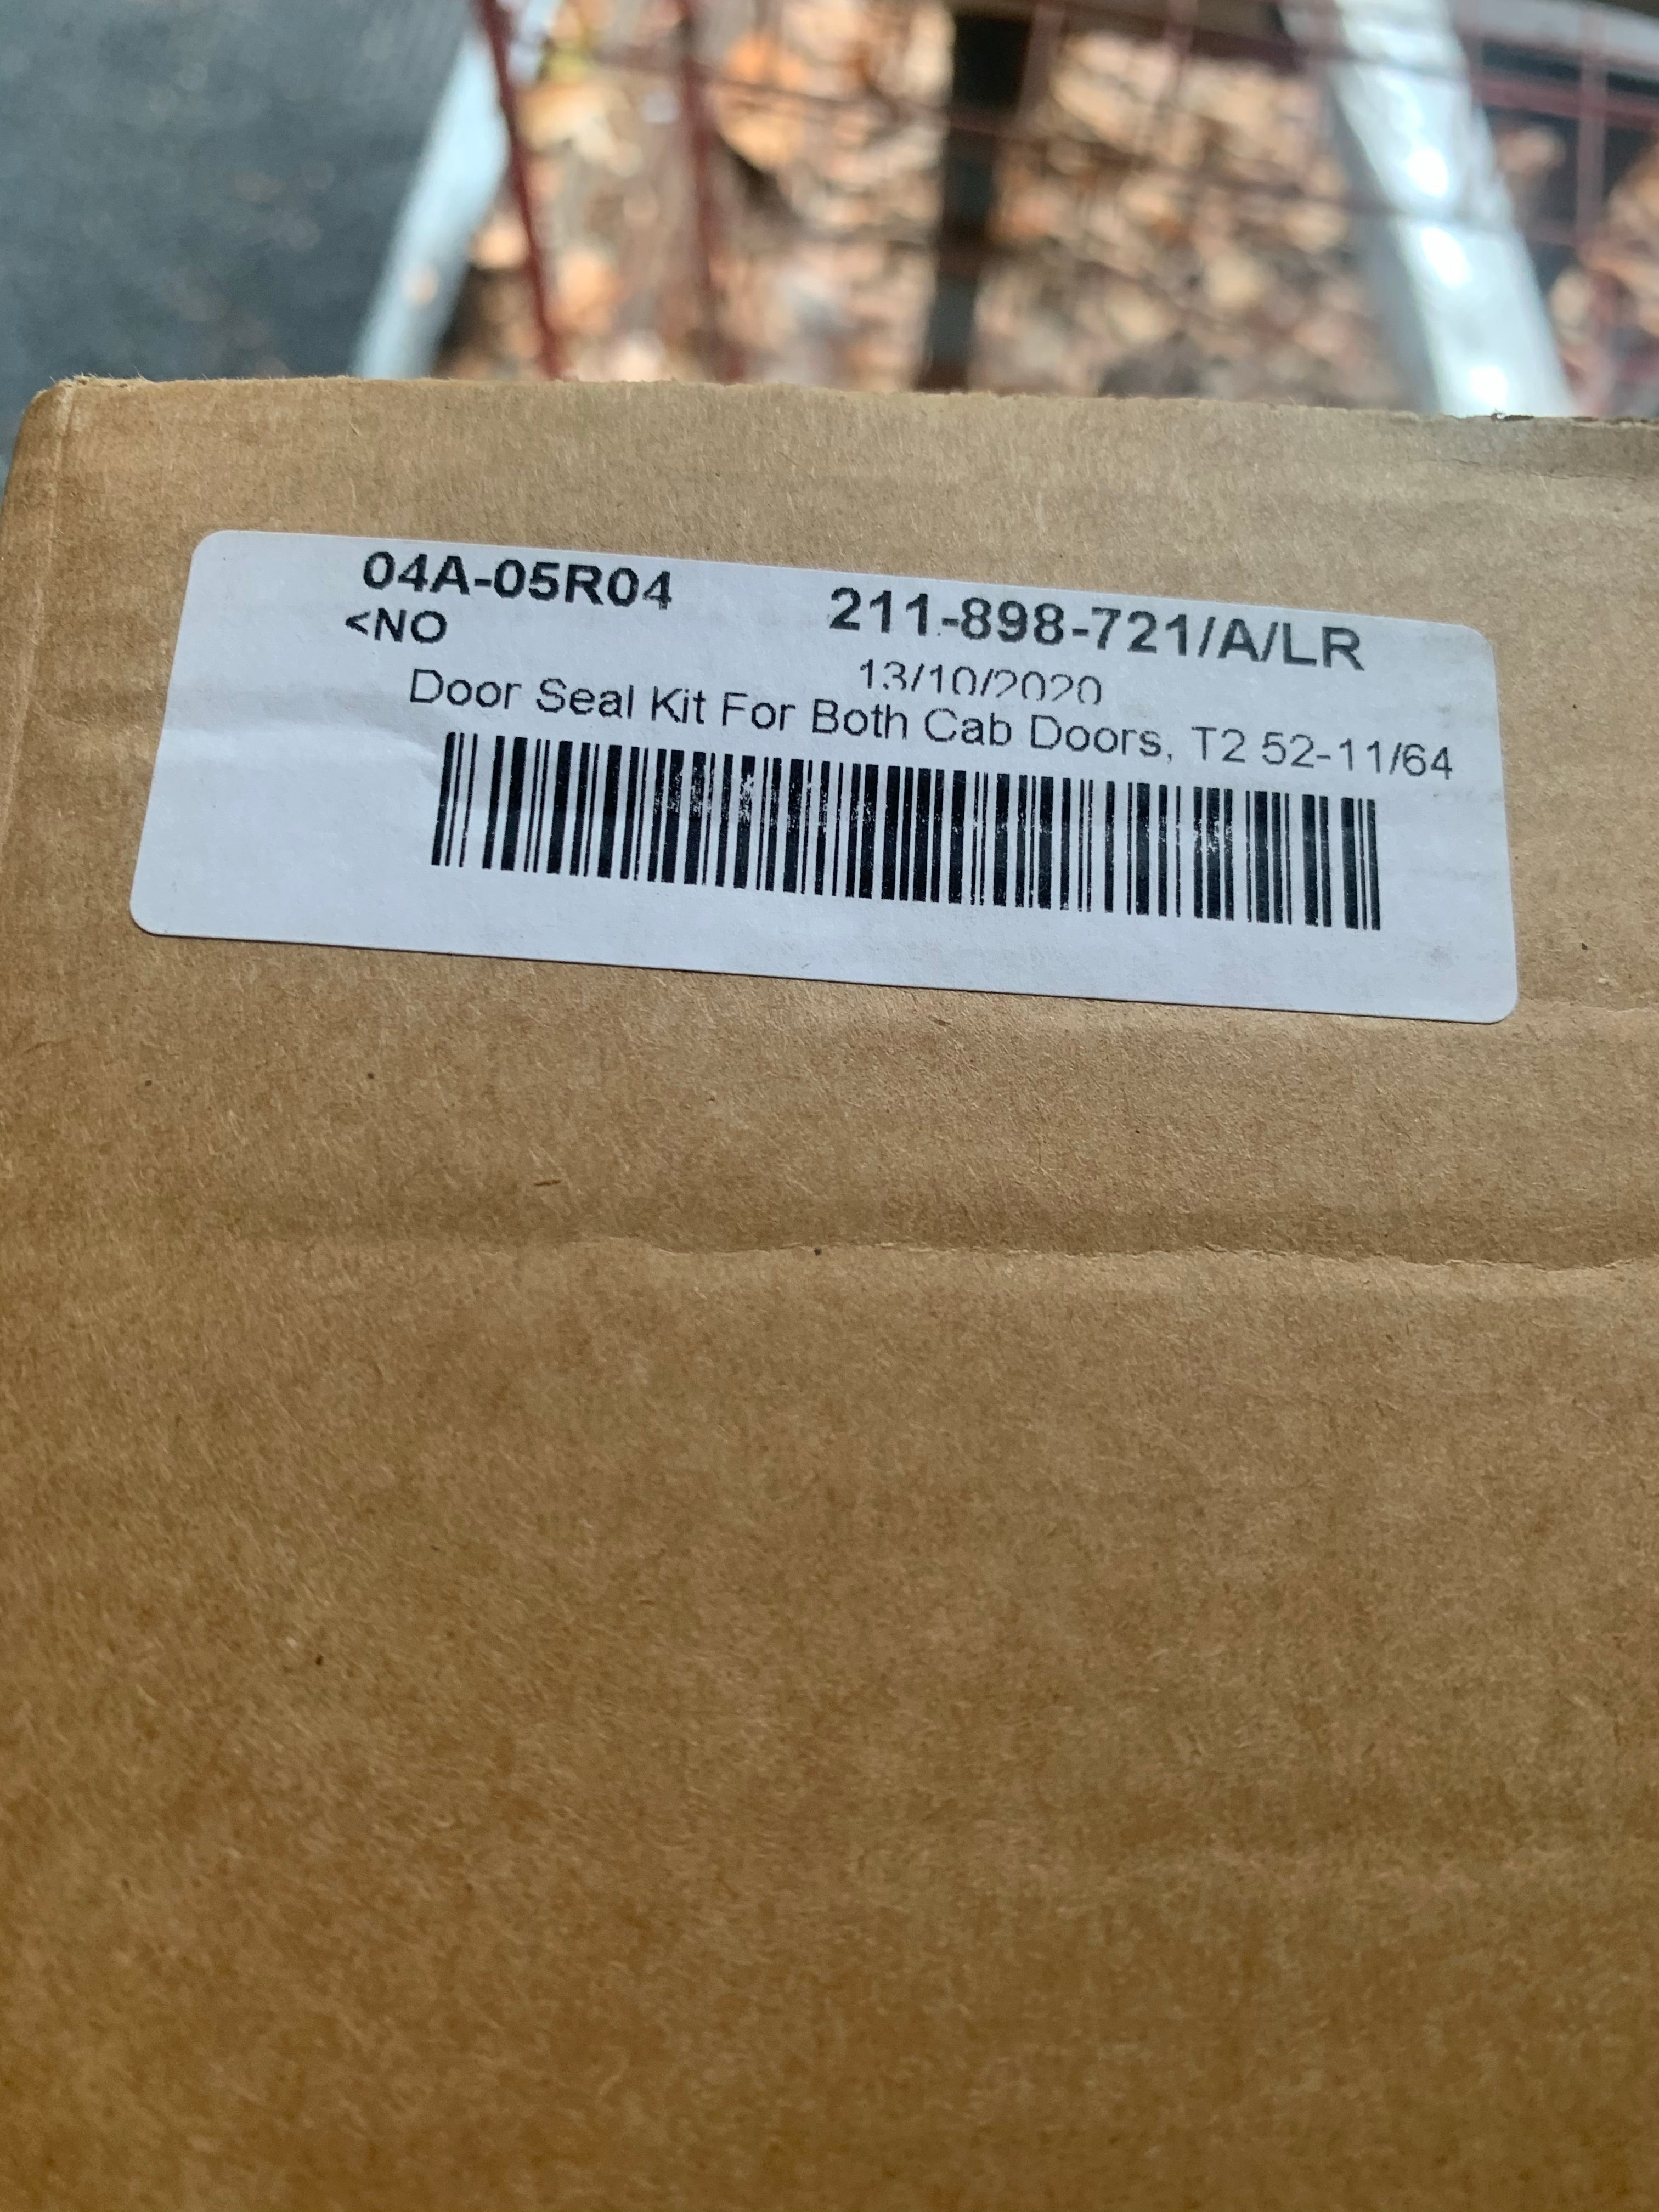 04A-05R04 211-898-721/A/LR
<NO 13/10/2020
Door Seal Kit For Both Cab Doors, T2 52-11/64